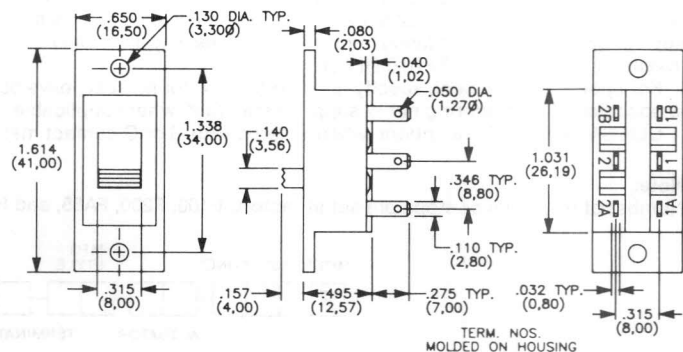 .650
(16,50)
.130 DIA. TYP.
(3,30Ø)
1.614
(41,00)
1.338
(34,00)
.315
(8,00)
.080
(2,03)
.040
(1,02)
.050 DIA.
(1,27Ø)
.140
(3,56)
.346 TYP.
(8,80)
.110 TYP.
(2,80)
.157
(4,00)
.495
(12,57)
.275 TYP.
(7,00)
2B
1B
2
1
2A
1A
1.031
(26,19)
.032 TYP.
(0,80)
.315
(8,00)
TERM. NOS.
MOLDED ON HOUSING